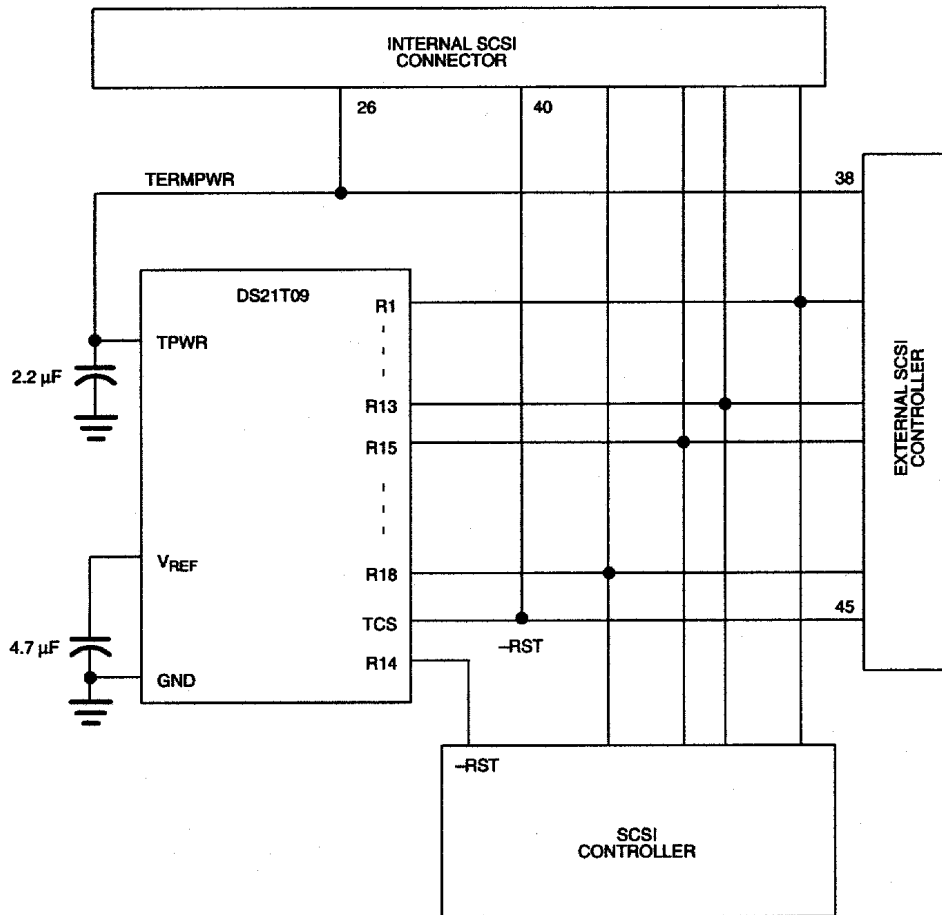 INTERNAL SCSI
CONNECTOR
26
40
TERMPWR
38
DS21T09
R1
TPWR
2.2 µF
R13
R15
EXTERNAL SCSI
CONTROLLER
VREF
R18
TCS
45
4.7 µF
–RST
R14
GND
–RST
SCSI
CONTROLLER